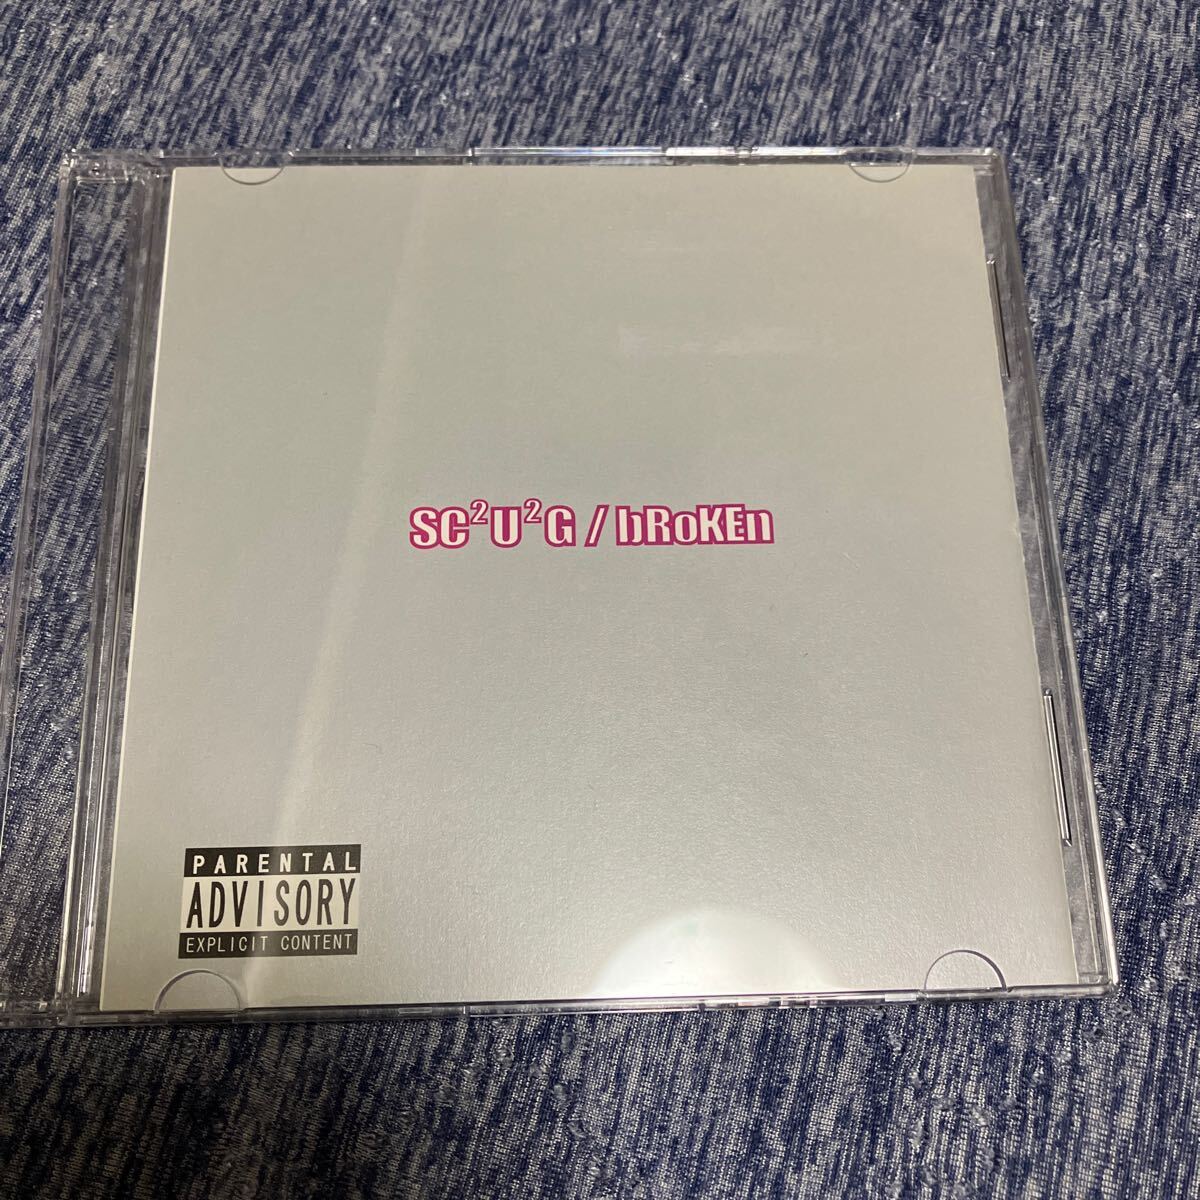 SC²U²G / bRoKEn
PARENTAL
ADVISORY
EXPLICIT CONTENT